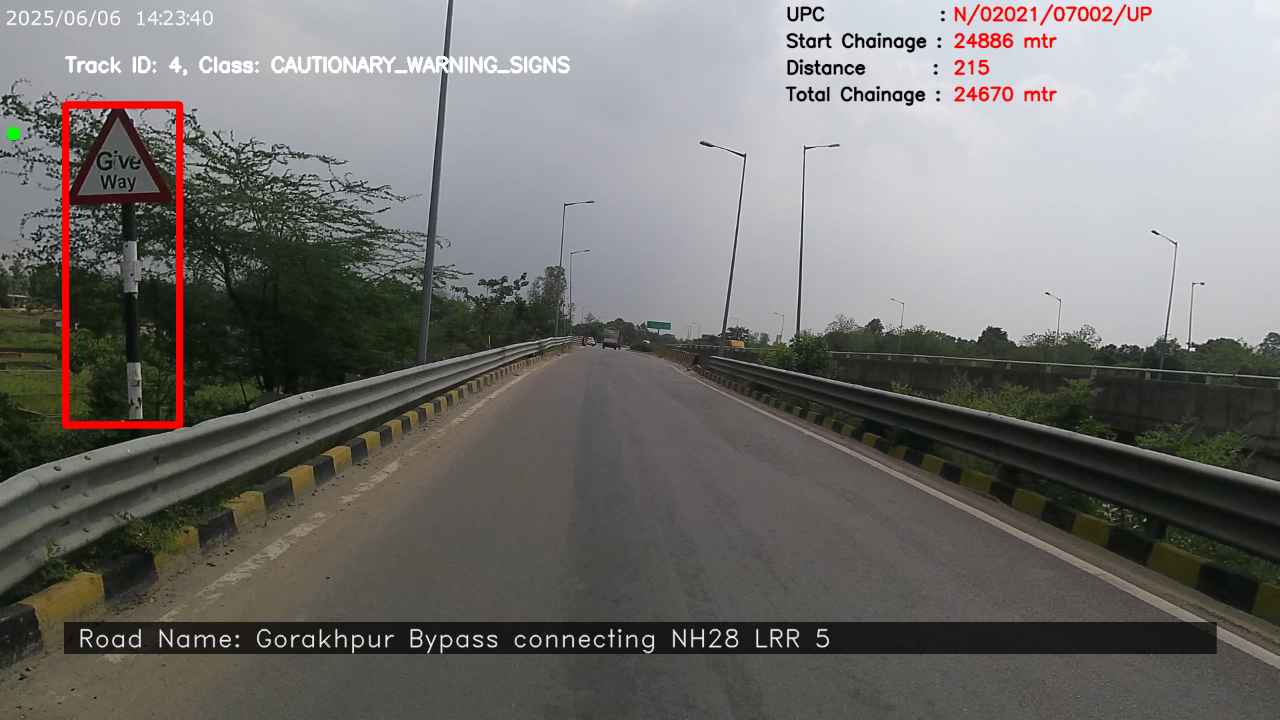 2025/06/06 14:23:40
UPC : N/02021/07002/UP
Start Chainage : 24886 mtr
Distance : 215
Total Chainage : 24670 mtr
Track ID: 4, Class: CAUTIONARY_WARNING_SIGNS
Give
Way
Road Name: Gorakhpur Bypass connecting NH28 LRR 5